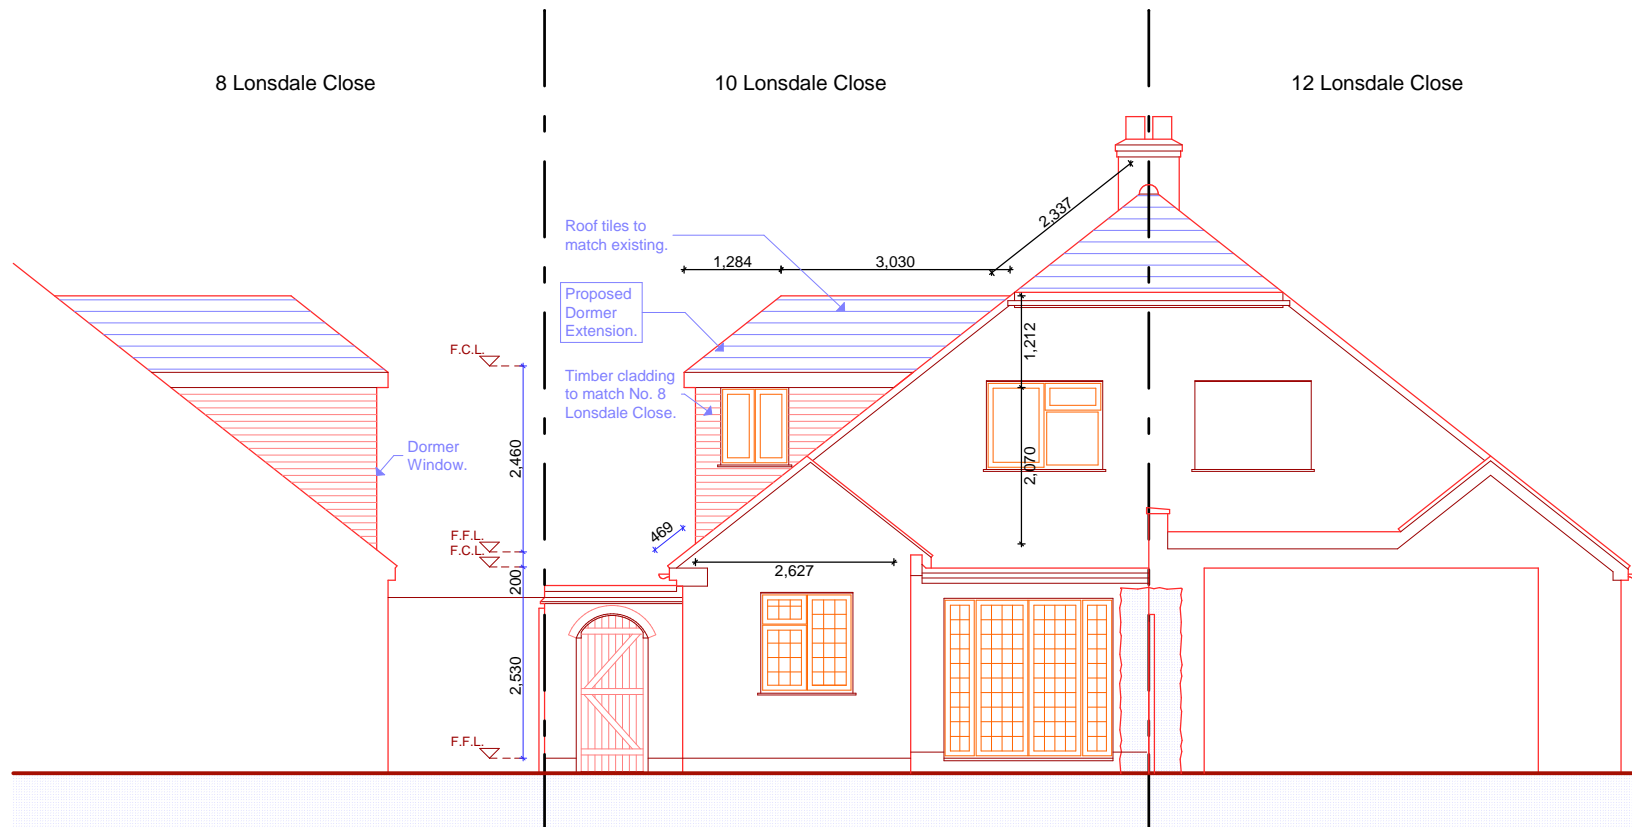 8 Lonsdale Close
10 Lonsdale Close
12 Lonsdale Close
2,337
Roof tiles to
match existing.
1,284
3,030
Proposed
Dormer
Extension.
1,212
F.C.L.
Timber cladding
to match No. 8
Lonsdale Close.
Dormer
Window.
2,460
2,070
469
F.F.L.
F.C.L.
200
2,627
2,530
F.F.L.